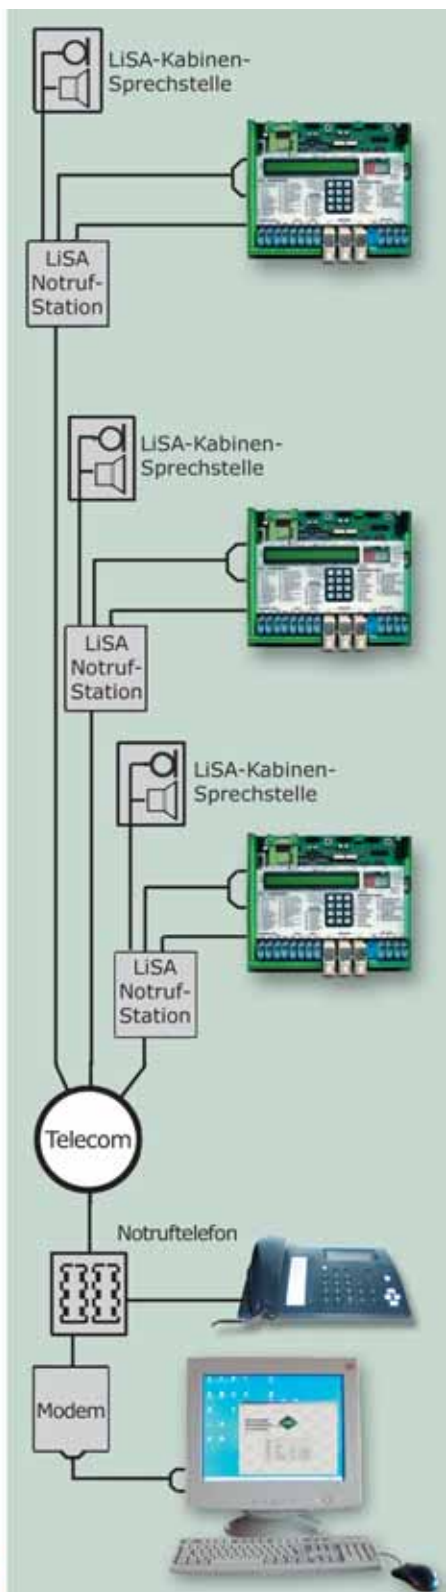 LiSA-Kabinen-
Sprechstelle
LiSA
Notruf-
Station
LiSA-Kabinen-
Sprechstelle
LiSA
Notruf-
Station
LiSA-Kabinen-
Sprechstelle
LiSA
Notruf-
Station
Telecom
Notruftelefon
Modem